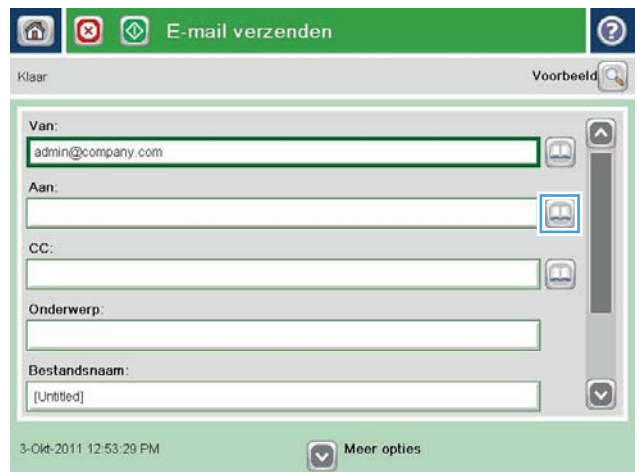 E-mail verzenden
Klaar
Voorbeeld
Van:
admin@company.com
Aan:
CC:
Onderwerp:
Bestandsnaam:
[Untitled]
3-Okt-2011 12:53:29 PM
Meer opties